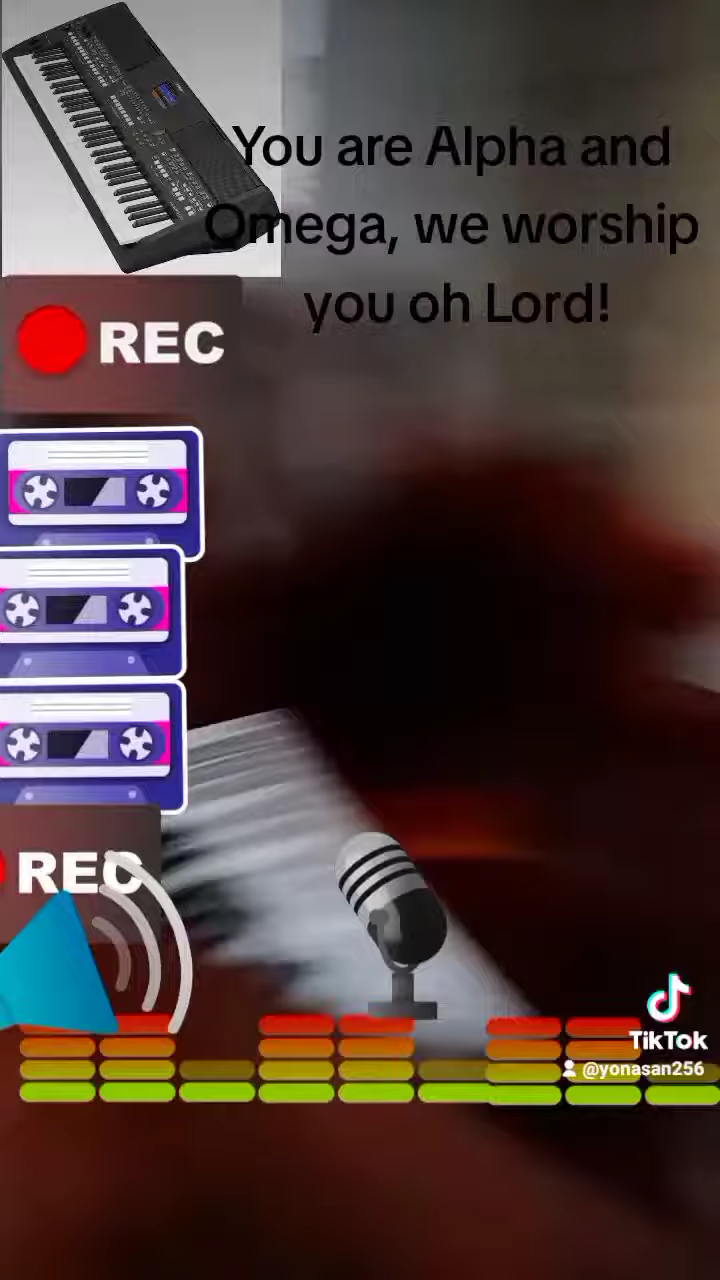 You are Alpha and
Omega, we worship
you oh Lord!
REC
REC
TikTok
@yonasan256